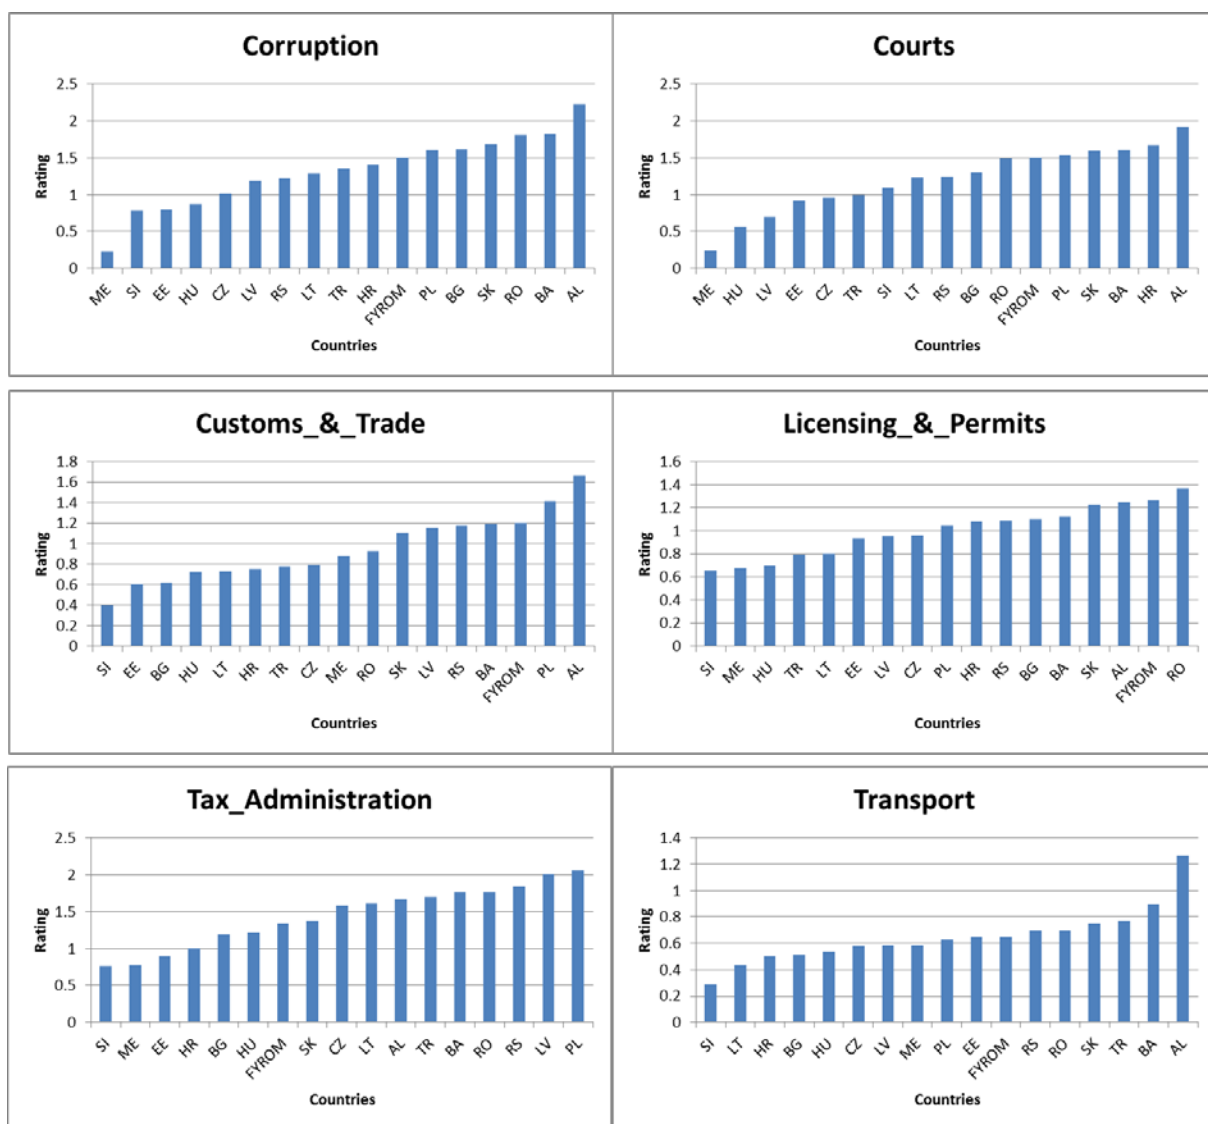 Corruption
Rating
2.5
2
1.5
1
0.5
0
ME SI EE HU CZ LV RS LT TR HR FYROM PL BG SK RO BA AL
Countries
Courts
Rating
2.5
2
1.5
1
0.5
0
ME HU LV EE CZ TR SI LT RS BG RO FYROM PL SK BA HR AL
Countries
Customs_&_Trade
Rating
1.8
1.6
1.4
1.2
1
0.8
0.6
0.4
0.2
0
SI EE BG HU LT HR TR CZ ME RO SK LV RS BA FYROM PL AL
Countries
Licensing_&_Permits
Rating
1.6
1.4
1.2
1
0.8
0.6
0.4
0.2
0
SI ME HU TR LT EE LV CZ PL HR RS BG BA SK AL FYROM RO
Countries
Tax_Administration
Rating
2.5
2
1.5
1
0.5
0
SI ME EE HR BG HU FYROM SK CZ LT AL TR BA RO RS LV PL
Countries
Transport
Rating
1.4
1.2
1
0.8
0.6
0.4
0.2
0
SI LT HR BG HU CZ LV ME PL EE FYROM RS RO SK TR BA AL
Countries